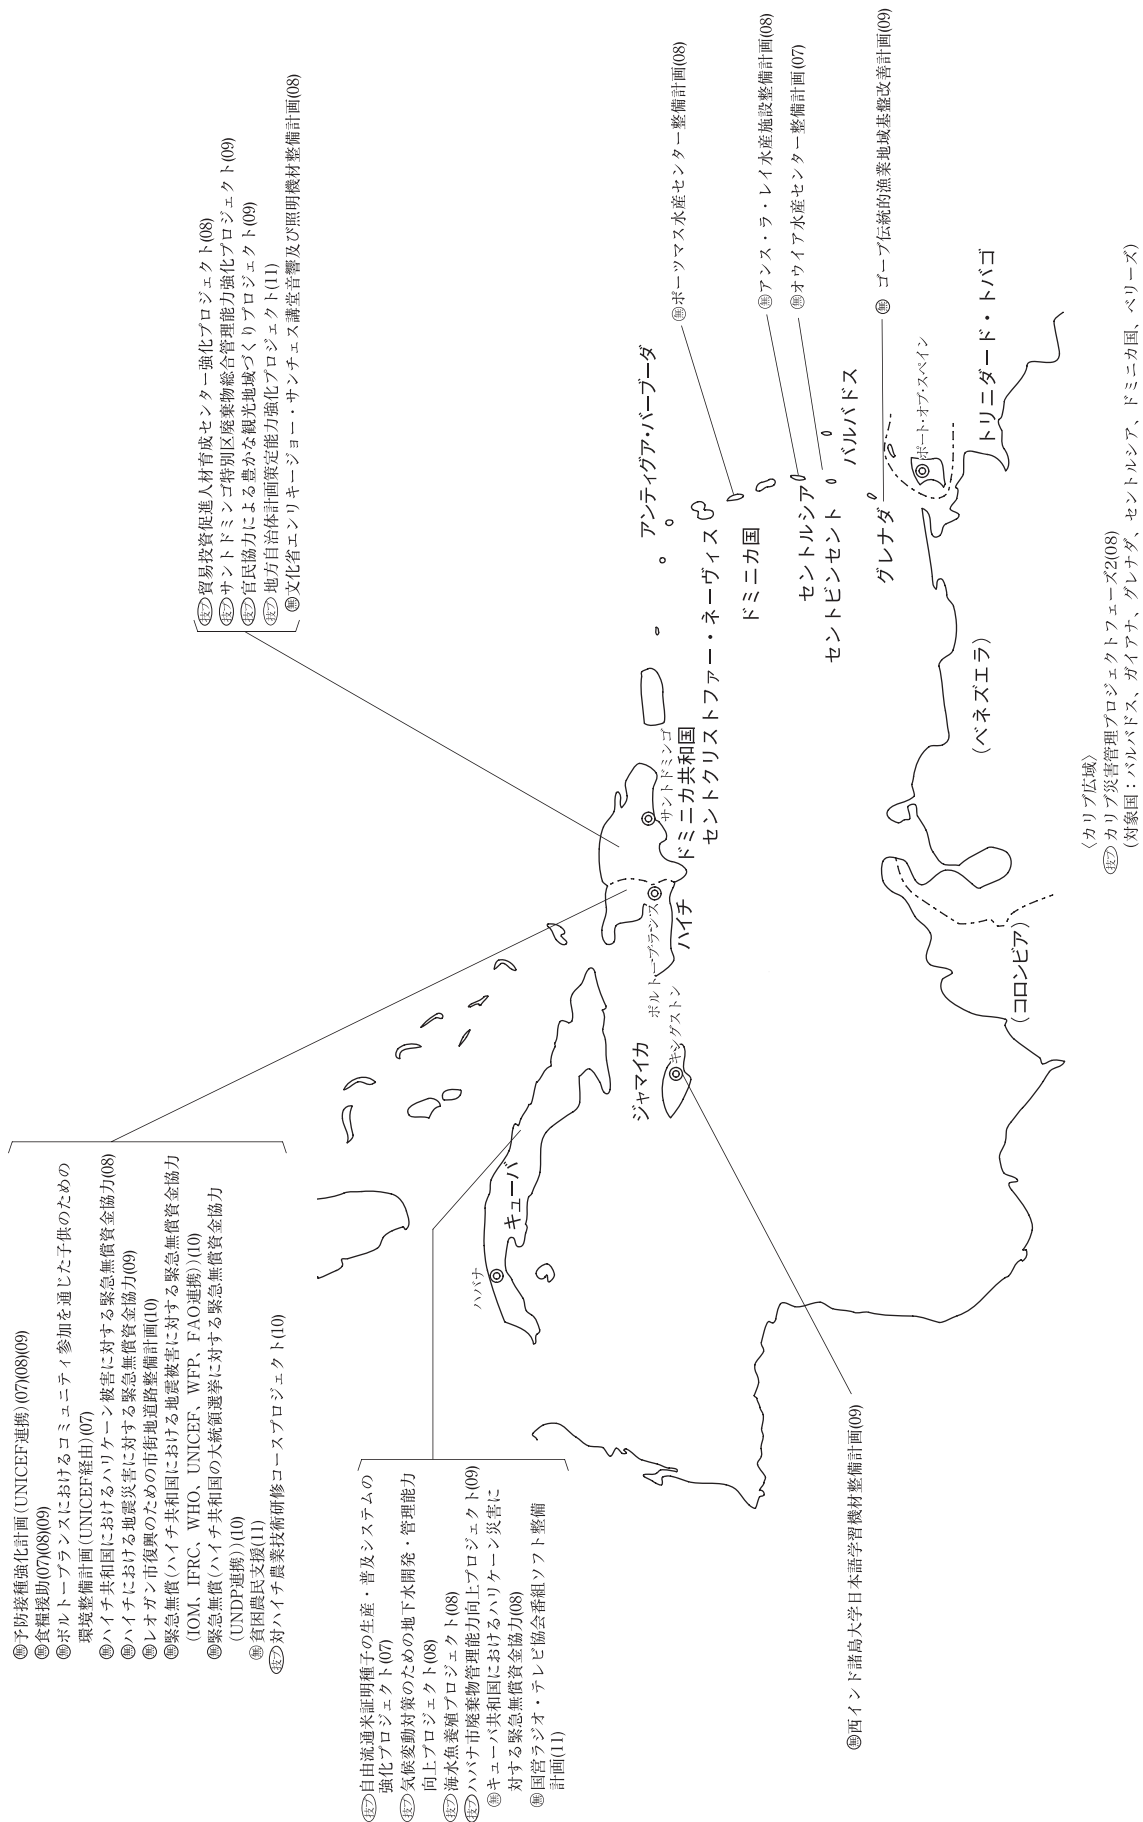 ㊰予防接種強化計画(UNICEF連携)(07)(08)(09)
㊰食糧援助(07)(08)(09)
㊰ポルトープランスにおけるコミュニティ参加を通じた子供のための
環境整備計画(UNICEF経由)(07)
㊰ハイチ共和国におけるハリケーン被害に対する緊急無償資金協力(08)
㊰ハイチにおける地震災害に対する緊急無償資金協力(09)
㊰レオガン市復興のための市街地道路整備計画(10)
㊰緊急無償(ハイチ共和国における地震被害に対する緊急無償資金協力
(IOM、IFRC、WHO、UNICEF、WFP、FAO連携))(10)
㊰緊急無償(ハイチ共和国の大統領選挙に対する緊急無償資金協力
(UNDP連携))(10)
㊰貧困農民支援(11)
技プ 対ハイチ農業技術研修コースプロジェクト(10)
技プ 自由流通米証明種子の生産・普及システムの
強化プロジェクト(07)
技プ 気候変動対策のための地下水開発・管理能力
向上プロジェクト(08)
技プ 海水魚養殖プロジェクト(08)
技プ ハバナ市廃棄物管理能力向上プロジェクト(09)
㊰キューバ共和国におけるハリケーン災害に
対する緊急無償資金協力(08)
㊰国営ラジオ・テレビ協会番組ソフト整備
計画(11)
㊰西インド諸島大学日本語学習機材整備計画(09)
技プ 貿易投資促進人材育成センター強化プロジェクト(08)
技プ サントドミンゴ特別区廃棄物総合管理能力強化プロジェクト(09)
技プ 官民協力による豊かな観光地域づくりプロジェクト(09)
技プ 地方自治体計画策定能力強化プロジェクト(11)
㊰文化省エンリキージョー・サンチェス講堂音響及び照明機材整備計画(08)
㊰ポーツマス水産センター整備計画(08)
㊰アンス・ラ・レイ水産施設整備計画(08)
㊰オウイア水産センター整備計画(07)
㊰ ゴーブ伝統的漁業地域基盤改善計画(09)
ハバナ
キューバ
ジャマイカ
キングストン
ポルトープランス
ハイチ
サントドミンゴ
ドミニカ共和国
セントクリストファー・ネーヴィス
アンティグア・バーブーダ
ドミニカ国
セントルシア
セントビンセント
バルバドス
グレナダ
ポート・オブ・スペイン
トリニダード・トバゴ
(ベネズエラ)
(コロンビア)
〈カリブ広域〉
技プ カリブ災害管理プロジェクトフェーズ2(08)
(対象国：バルバドス、ガイアナ、グレナダ、セントルシア、ドミニカ国、ベリーズ)